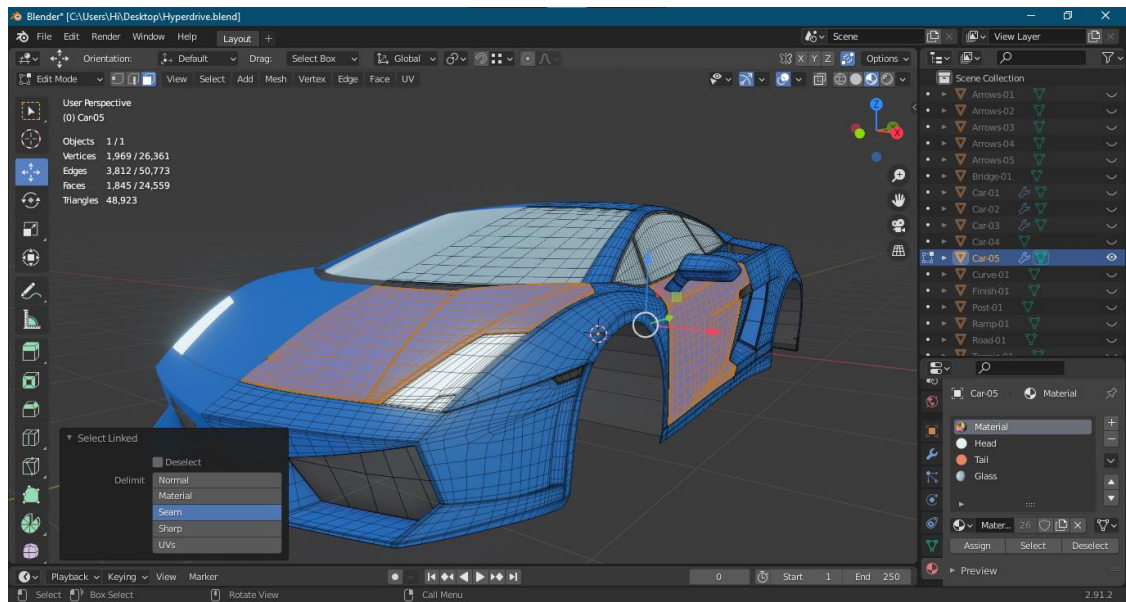 Blender* [C:\Users\Hi\Desktop\Hyperdrive.blend]
File Edit Render Window Help Layout + Scene View Layer
Orientation: Default Drag: Select Box Global X Y Z Options
Edit Mode View Select Add Mesh Vertex Edge Face UV
Scene Collection
User Perspective
(0) Car-05
Objects 1/1
Vertices 1,969/26,361
Edges 3,812/50,773
Faces 1,845/24,559
Triangles 48,923
Z
Arrows-01
Arrows-02
Arrows-03
Arrows-04
Arrows-05
Bridge-01
Car-01
Car-02
Car-03
Car-04
Car-05
Curve-01
Finish-01
Post-01
Ramp-01
Road-01
Car-05 Material
Material
Head
Tail
Glass
Mater... 26
Assign Select Deselect
Preview
Select Linked
Deselect
Delimit Normal
Material
Seam
Sharp
UVs
Playback Keying View Marker 0 Start 1 End 250
Select Box Select Rotate View Call Menu 2.91.2